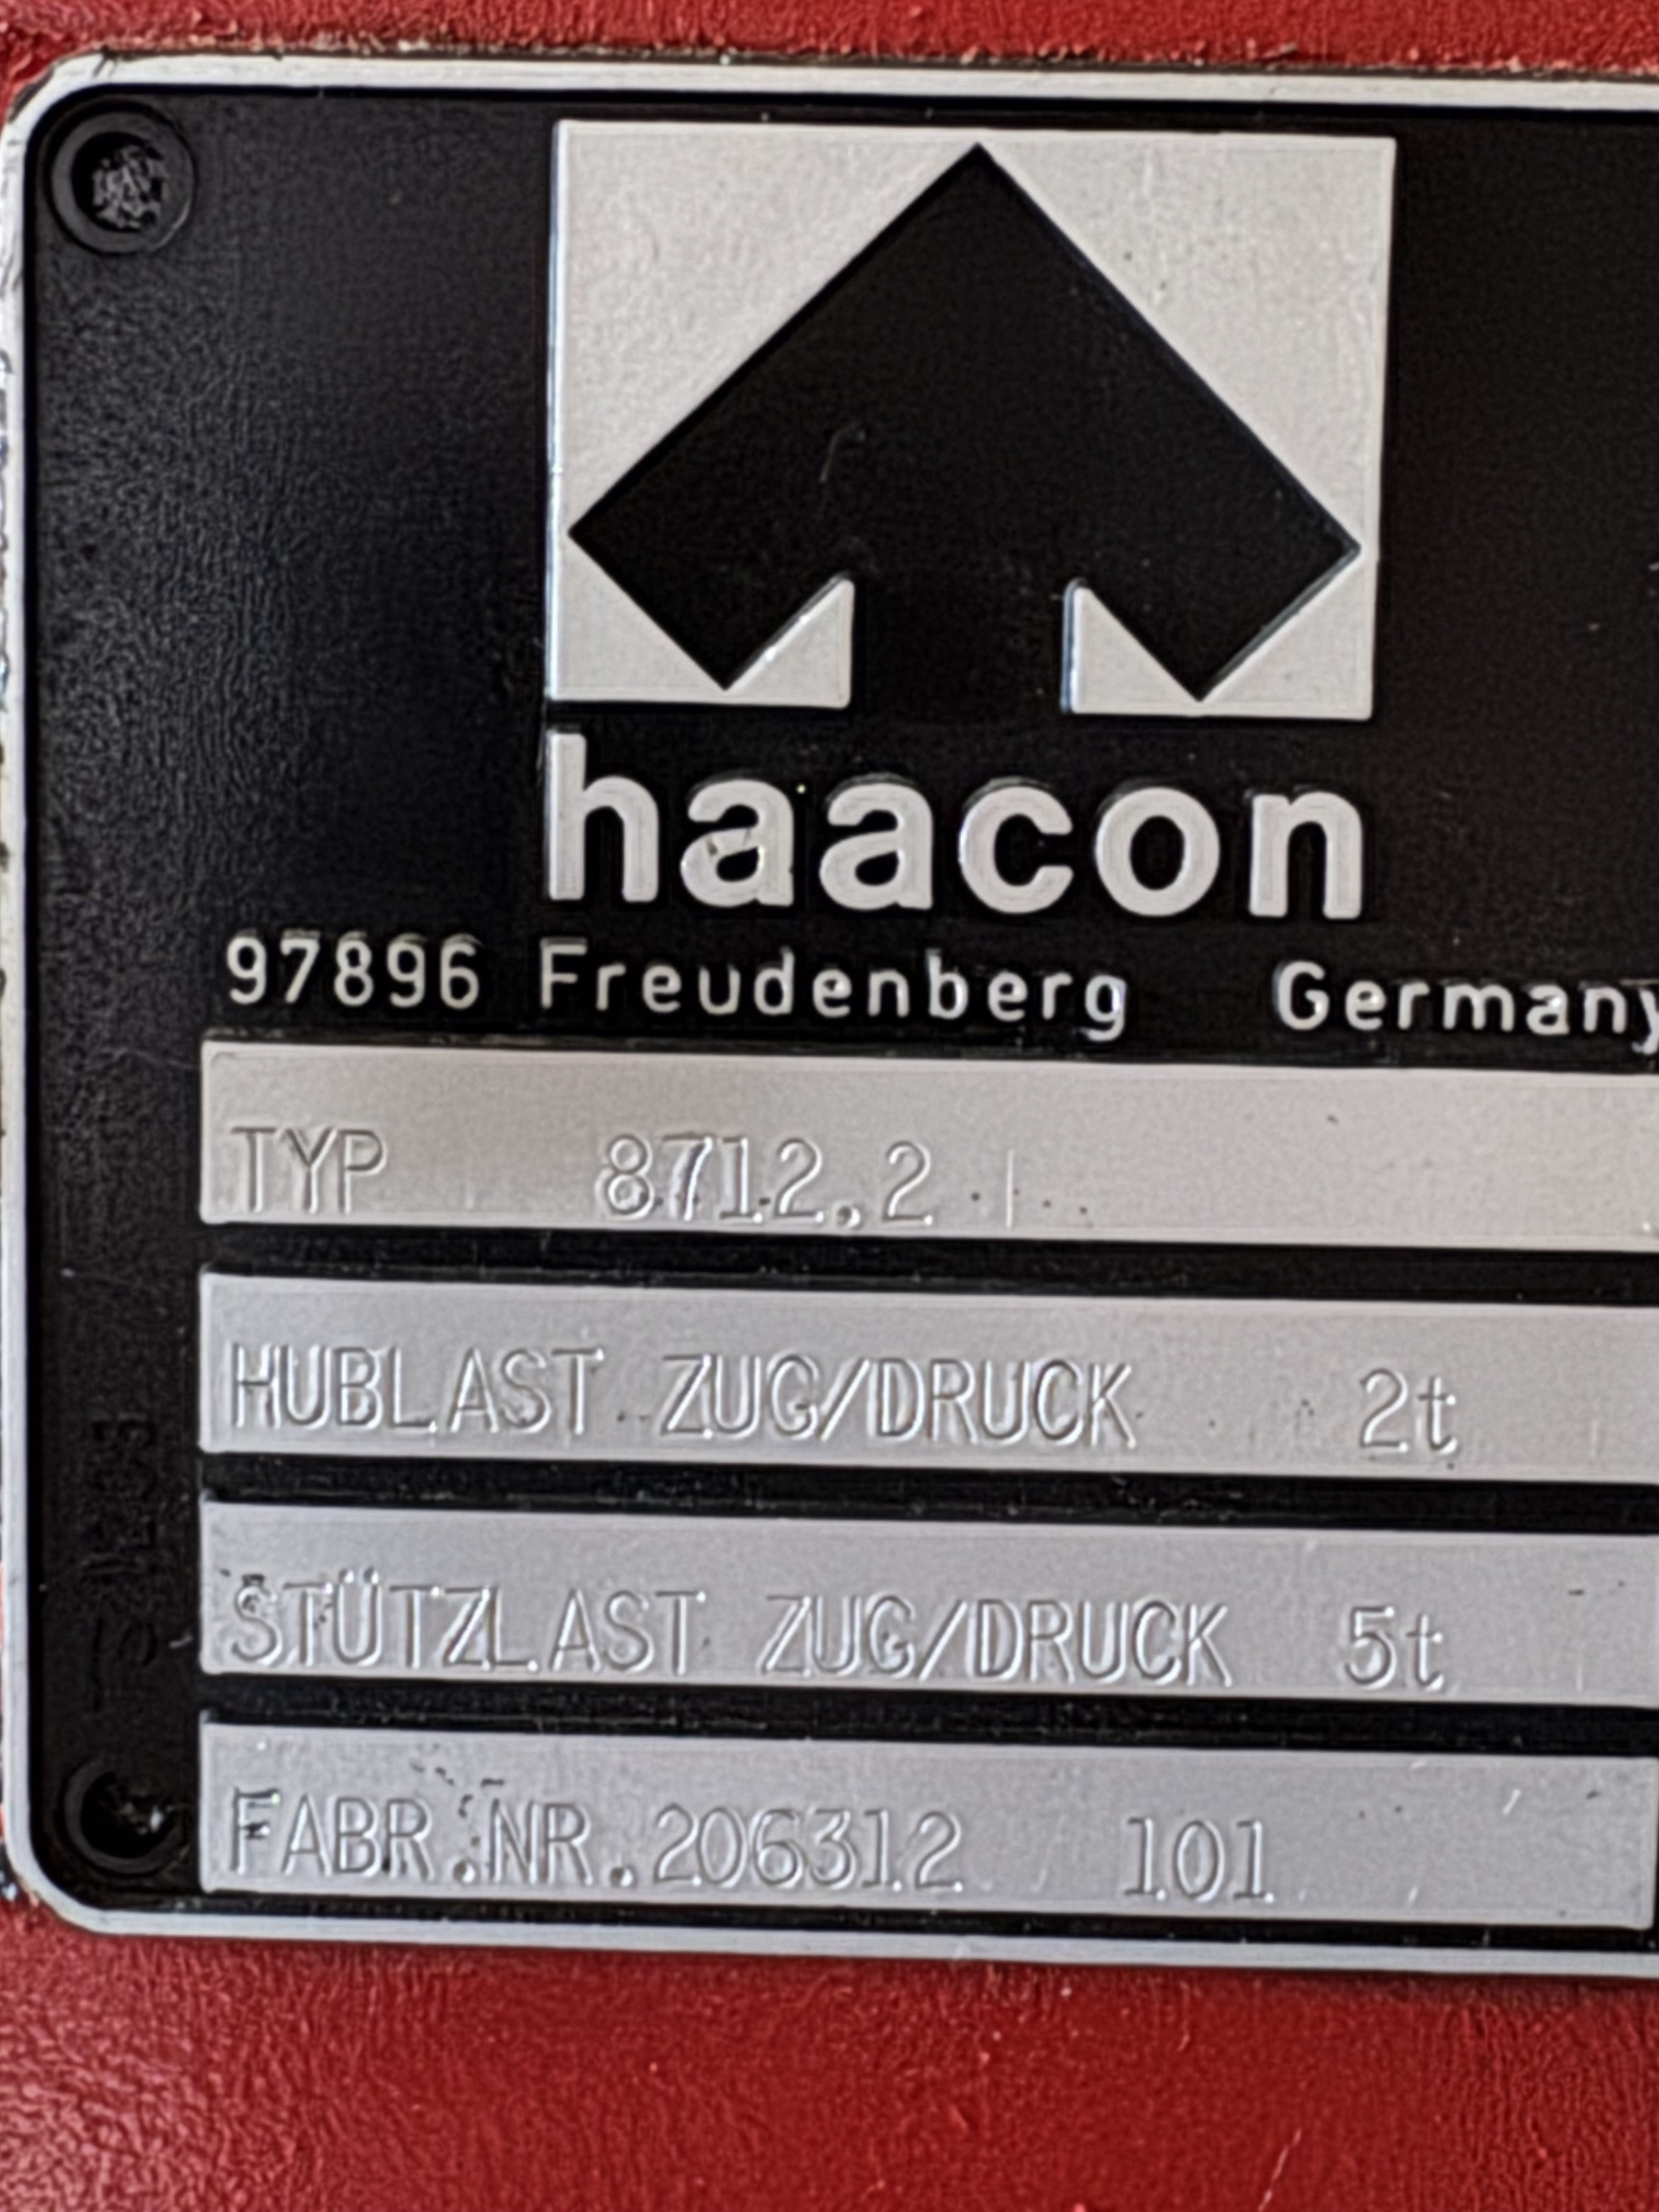 haacon
97896 Freudenberg Germany
TYP 8712.2
HUBLAST ZUG/DRUCK 2t
STÜTZLAST ZUG/DRUCK 5t
FABR.NR.206312 101